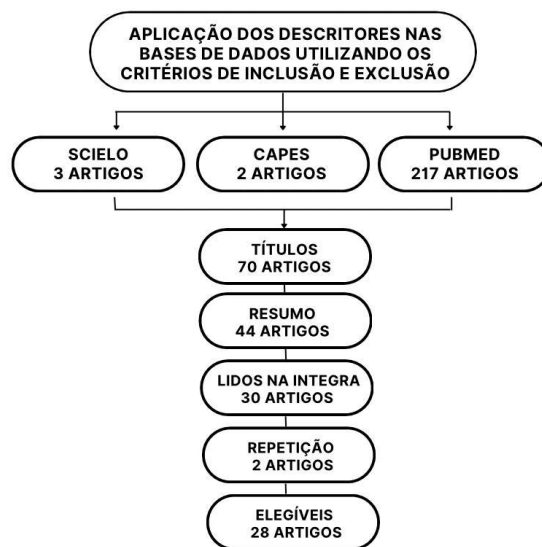 APLICAÇÃO DOS DESCRITORES NAS
BASES DE DADOS UTILIZANDO OS
CRITÉRIOS DE INCLUSÃO E EXCLUSÃO
SCIELO
3 ARTIGOS
CAPES
2 ARTIGOS
PUBMED
217 ARTIGOS
TÍTULOS
70 ARTIGOS
RESUMO
44 ARTIGOS
LIDOS NA INTEGRA
30 ARTIGOS
REPETIÇÃO
2 ARTIGOS
ELEGÍVEIS
28 ARTIGOS